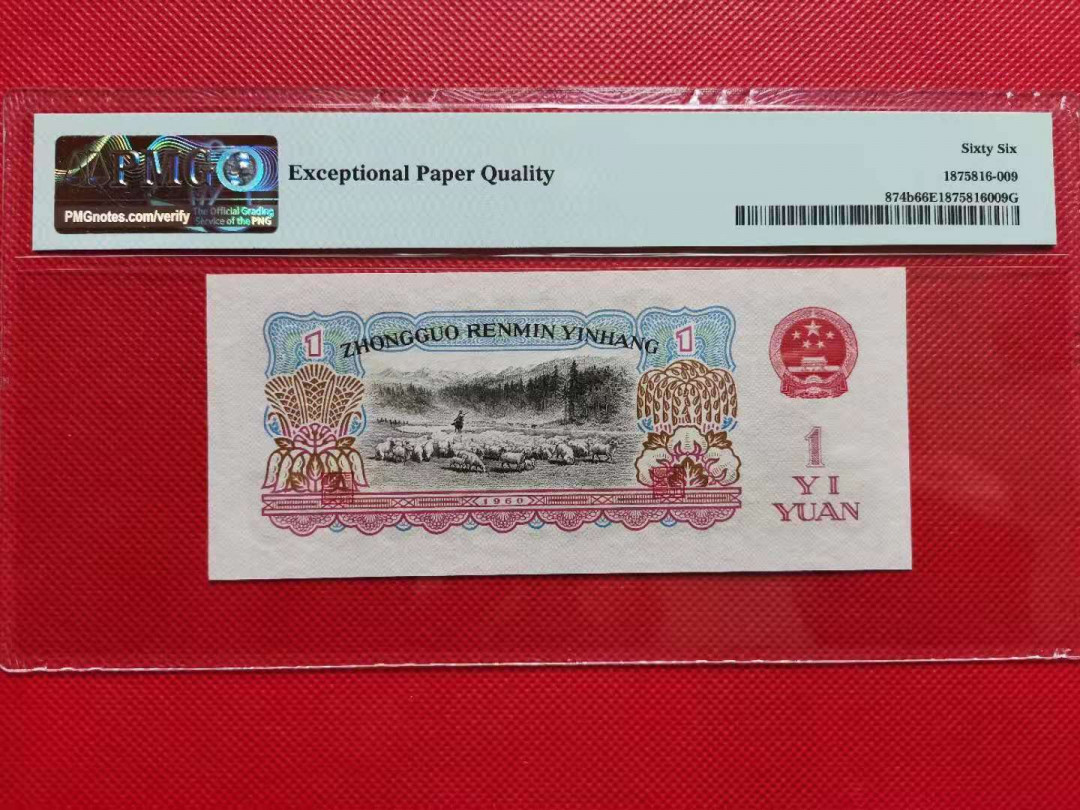 PMG
PMGnotes.com/verify
The Official Grading
Service of the PNG
Exceptional Paper Quality
Sixty Six
1875816-009
874b66E1875816009G
1
ZHONGGUO RENMIN YINHANG
1
1960
1
YI
YUAN